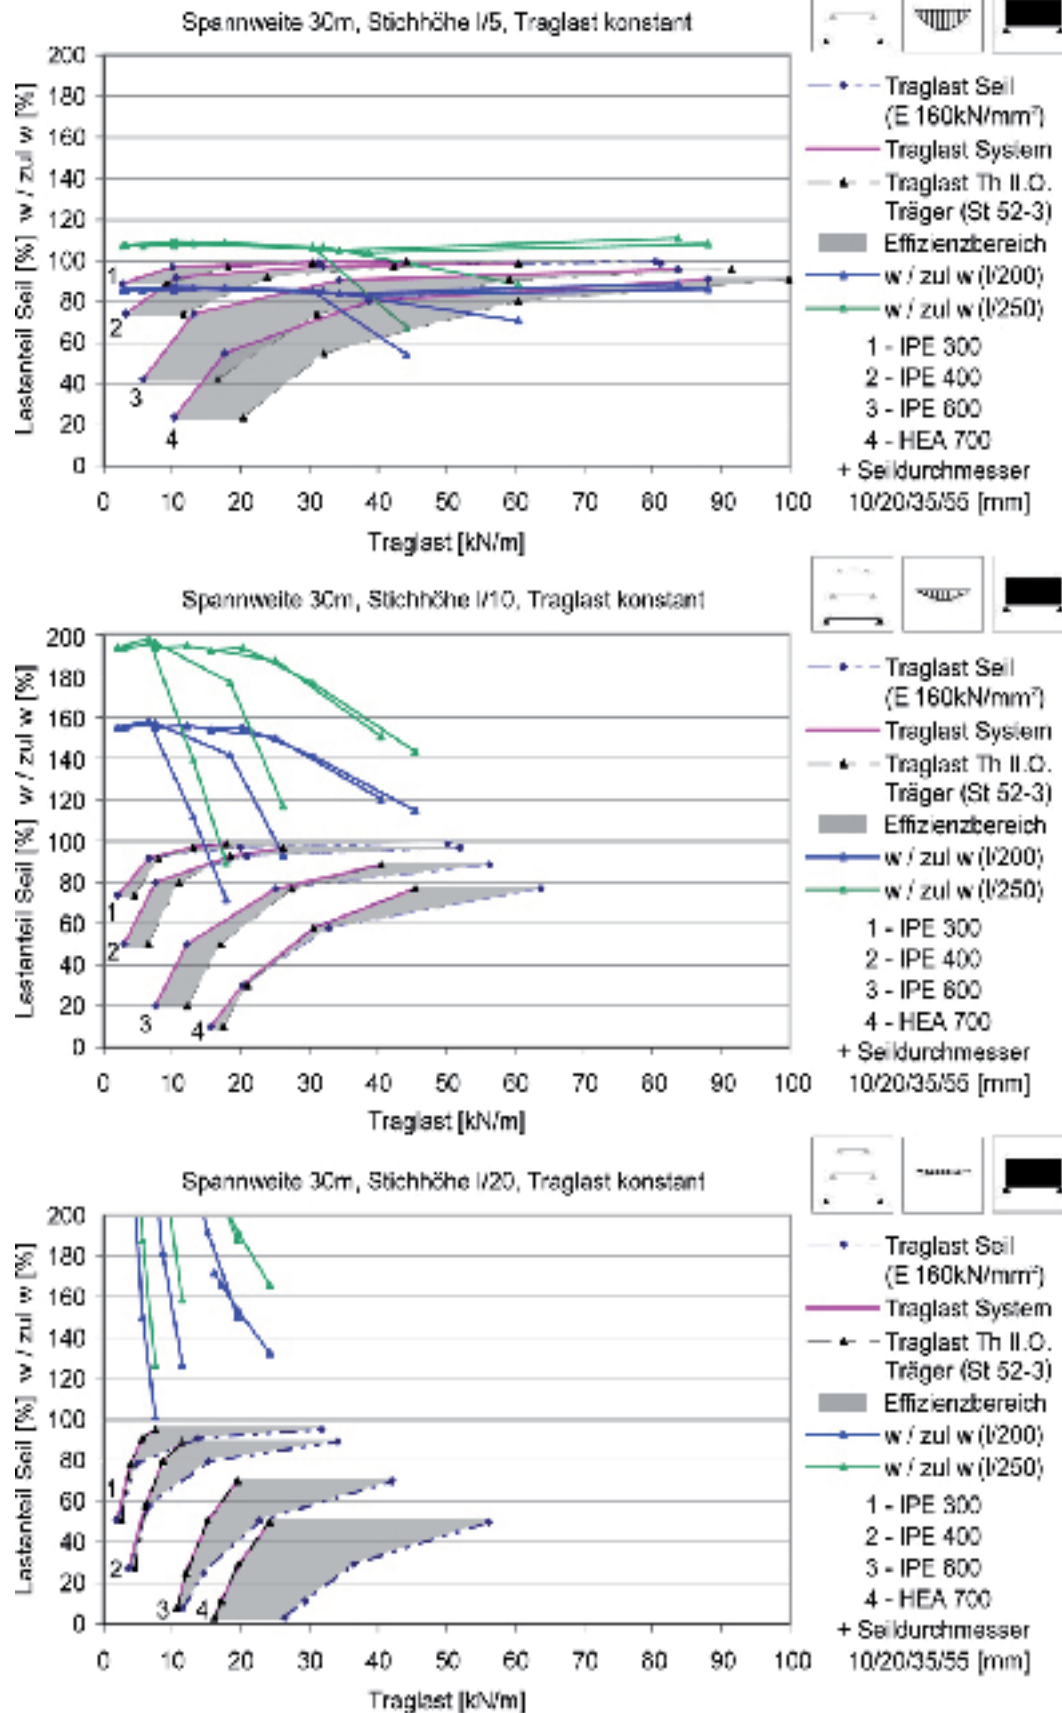 Spannweite 30m, Stichhöhe l/5, Traglast konstant
Lastanteil Seil [%]  w / zul w [%]
200
180
160
140
120
100
80
60
40
20
0
1
2
3
4
0 10 20 30 40 50 60 70 80 90 100
Traglast [kN/m]
Traglast Seil
(E 160kN/mm²)
Traglast System
Traglast Th II.O.
Träger (St 52-3)
Effizienzbereich
w / zul w (l/200)
w / zul w (l/250)
1 - IPE 300
2 - IPE 400
3 - IPE 600
4 - HEA 700
+ Seildurchmesser
10/20/35/55 [mm]
Spannweite 30m, Stichhöhe l/10, Traglast konstant
Lastanteil Seil [%]  w / zul w [%]
200
180
160
140
120
100
80
60
40
20
0
1
2
3
4
0 10 20 30 40 50 60 70 80 90 100
Traglast [kN/m]
Traglast Seil
(E 160kN/mm²)
Traglast System
Traglast Th II.O.
Träger (St 52-3)
Effizienzbereich
w / zul w (l/200)
w / zul w (l/250)
1 - IPE 300
2 - IPE 400
3 - IPE 600
4 - HEA 700
+ Seildurchmesser
10/20/35/55 [mm]
Spannweite 30m, Stichhöhe l/20, Traglast konstant
Lastanteil Seil [%]  w / zul w [%]
200
180
160
140
120
100
80
60
40
20
0
1
2
3
4
0 10 20 30 40 50 60 70 80 90 100
Traglast [kN/m]
Traglast Seil
(E 160kN/mm²)
Traglast System
Traglast Th II.O.
Träger (St 52-3)
Effizienzbereich
w / zul w (l/200)
w / zul w (l/250)
1 - IPE 300
2 - IPE 400
3 - IPE 600
4 - HEA 700
+ Seildurchmesser
10/20/35/55 [mm]